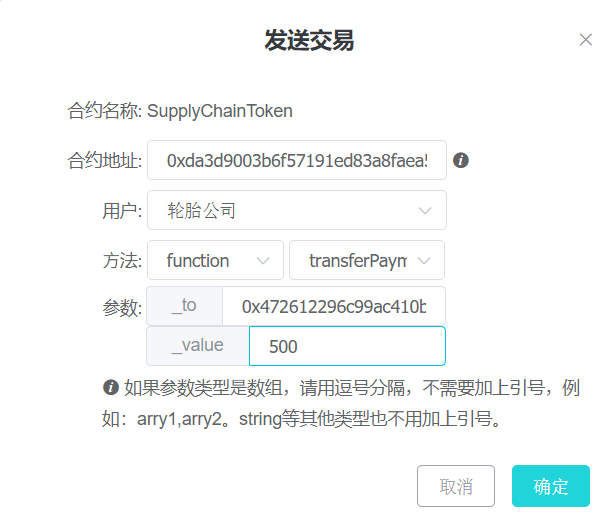 发送交易
合约名称: SupplyChainToken
合约地址: 0xda3d9003b6f57191ed83a8faea5
用户: 轮胎公司
方法: function transferPaym
参数: _to 0x472612296c99ac410b
_value 500
如果参数类型是数组，请用逗号分隔，不需要加上引号，例
如：arry1,arry2。string等其他类型也不用加上引号。
取消 确定